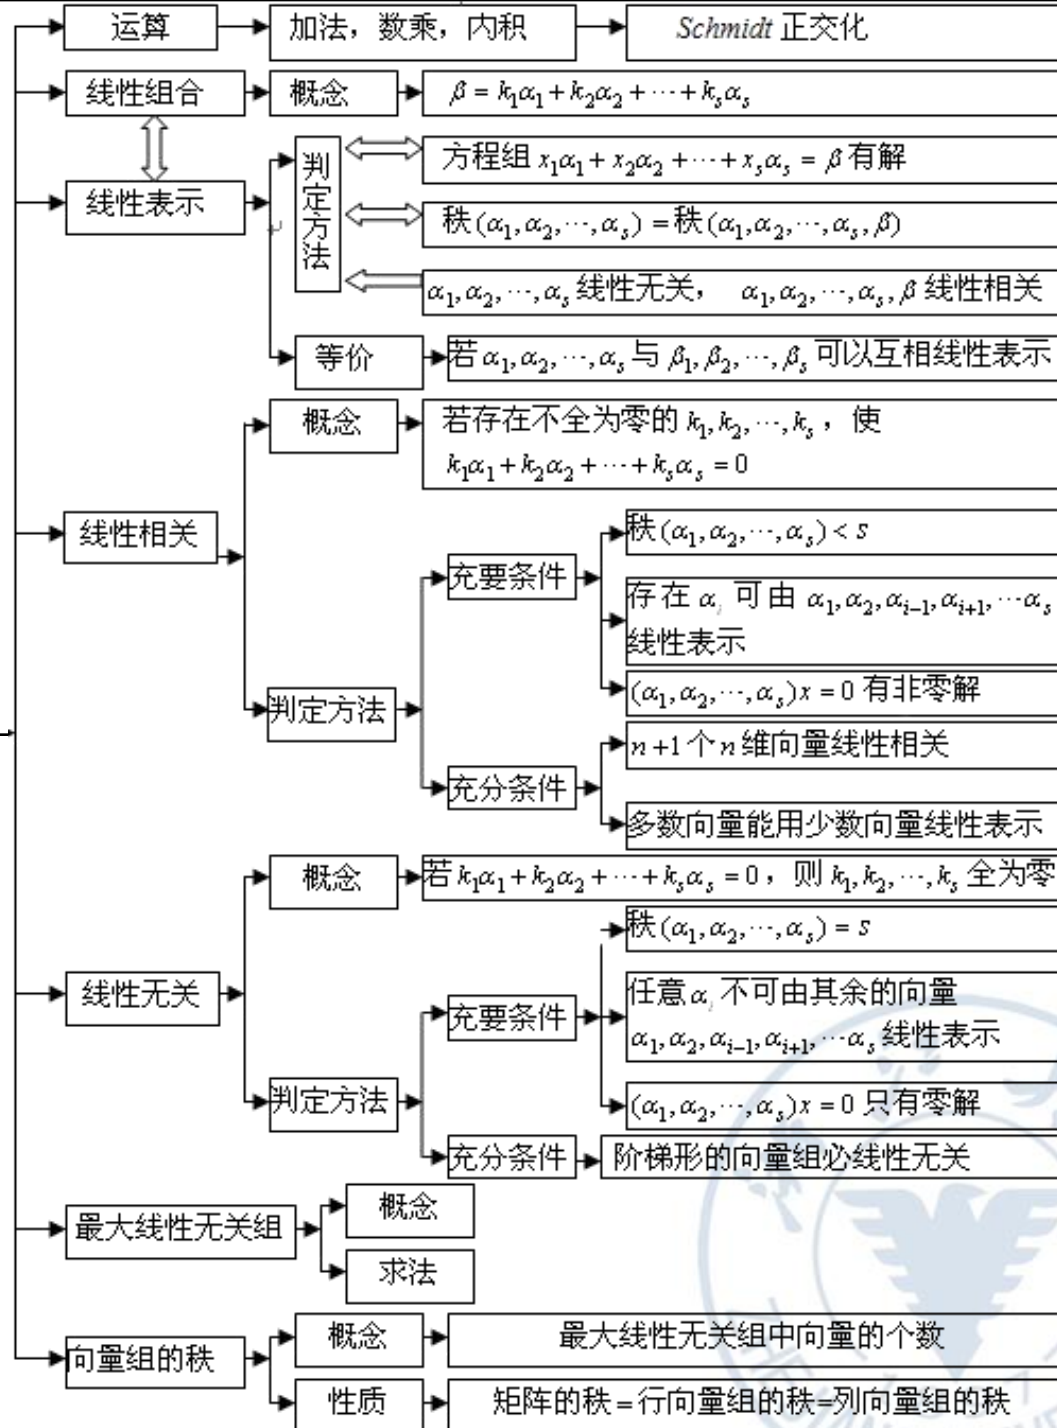 运算
加法，数乘，内积
Schmidt 正交化
线性组合
概念
β = k₁α₁ + k₂α₂ + ··· + kₛαₛ
线性表示
判定方法
方程组 x₁α₁ + x₂α₂ + ··· + xₛαₛ = β 有解
秩(α₁,α₂,···,αₛ) = 秩(α₁,α₂,···,αₛ,β)
α₁,α₂,···,αₛ 线性无关， α₁,α₂,···,αₛ,β 线性相关
等价
若 α₁,α₂,···,αₛ 与 β₁,β₂,···,βₛ 可以互相线性表示
线性相关
概念
若存在不全为零的 k₁,k₂,···,kₛ，使
k₁α₁ + k₂α₂ + ··· + kₛαₛ = 0
判定方法
充要条件
秩(α₁,α₂,···,αₛ) < s
存在 αᵢ 可由 α₁,α₂,αᵢ₋₁,αᵢ₊₁,···αₛ
线性表示
(α₁,α₂,···,αₛ)x = 0 有非零解
充分条件
n+1个n维向量线性相关
多数向量能用少数向量线性表示
线性无关
概念
若 k₁α₁ + k₂α₂ + ··· + kₛαₛ = 0，则 k₁,k₂,···,kₛ 全为零
判定方法
充要条件
秩(α₁,α₂,···,αₛ) = s
任意αᵢ 不可由其余的向量
α₁,α₂,αᵢ₋₁,αᵢ₊₁,···αₛ 线性表示
(α₁,α₂,···,αₛ)x = 0 只有零解
充分条件
阶梯形的向量组必线性无关
最大线性无关组
概念
求法
向量组的秩
概念
最大线性无关组中向量的个数
性质
矩阵的秩=行向量组的秩=列向量组的秩